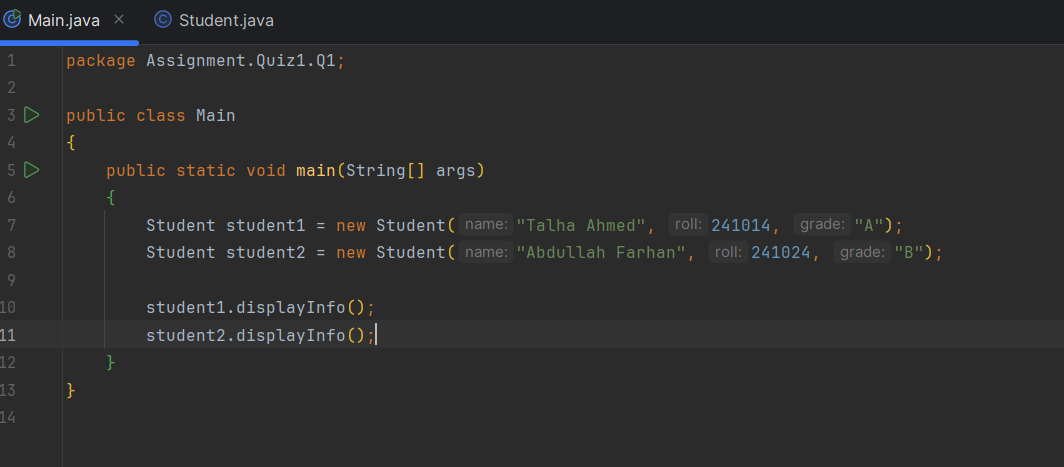 Main.java × Student.java
1 package Assignment.Quiz1.Q1;
2
3 public class Main
4 {
5 public static void main(String[] args)
6 {
7 Student student1 = new Student( name: "Talha Ahmed", roll: 241014, grade: "A");
8 Student student2 = new Student( name: "Abdullah Farhan", roll: 241024, grade: "B");
9
10 student1.displayInfo();
11 student2.displayInfo();
12 }
13 }
14